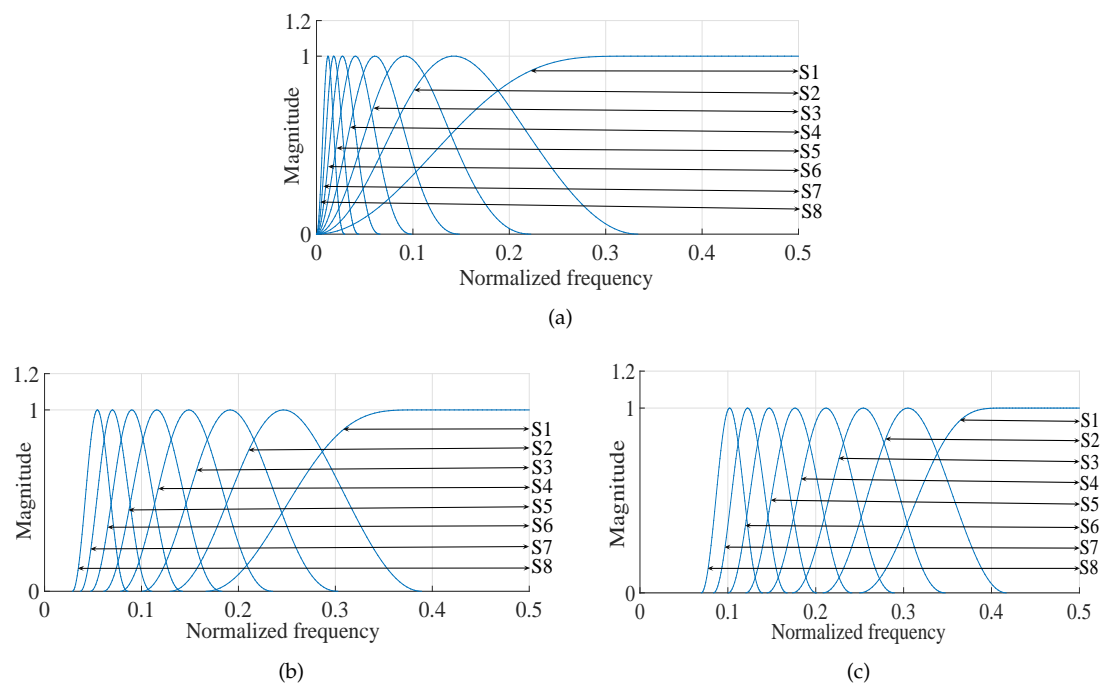 1.2
1
0
Magnitude
S1
S2
S3
S4
S5
S6
S7
S8
0 0.1 0.2 0.3 0.4 0.5
Normalized frequency
(a)
1.2
1
0
Magnitude
S1
S2
S3
S4
S5
S6
S7
S8
0 0.1 0.2 0.3 0.4 0.5
Normalized frequency
(b)
1.2
1
0
Magnitude
S1
S2
S3
S4
S5
S6
S7
S8
0 0.1 0.2 0.3 0.4 0.5
Normalized frequency
(c)